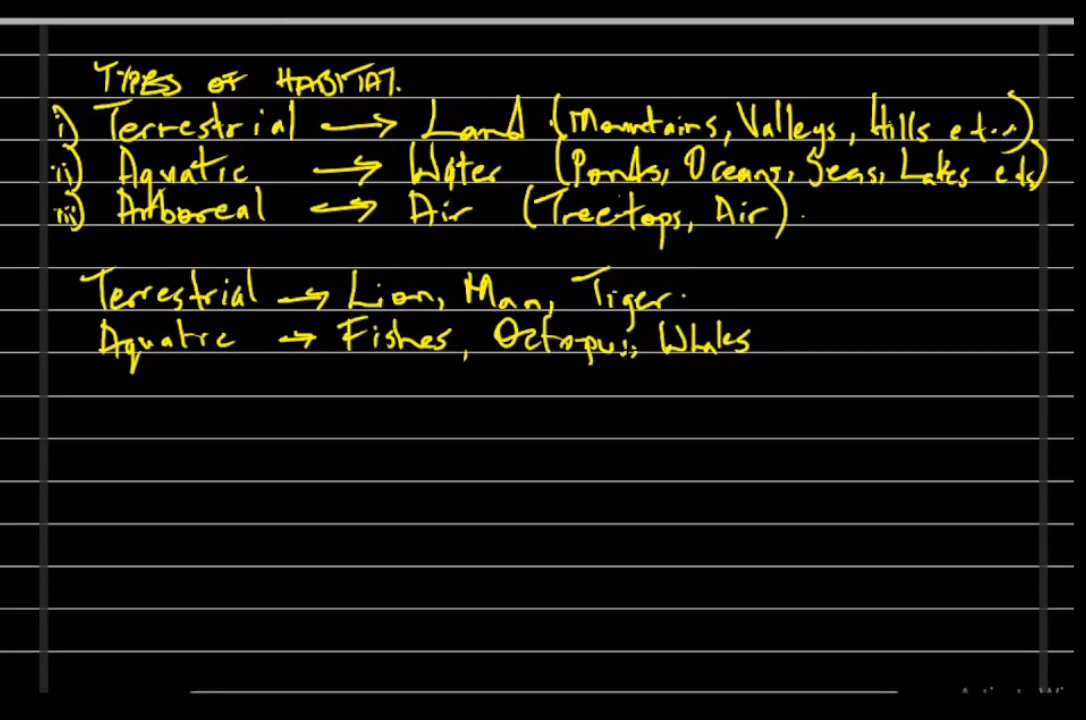 TYPES OF HABITAT.
i) Terrestrial → Land (Mountains, Valleys, Hills etc.)
ii) Aquatic → Water (Ponds, Oceans, Seas, Lakes etc)
iii) Arboreal → Air (Treetops, Air).
Terrestrial → Lion, Man, Tiger.
Aquatic → Fishes, Octopus, Whales